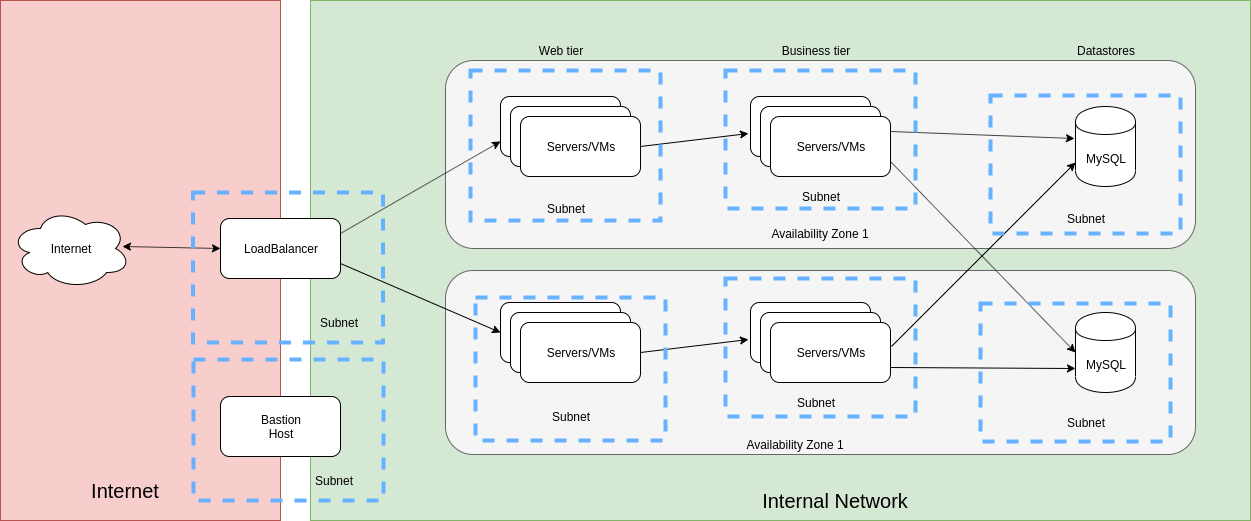 Web tier
Business tier
Datastores
Servers/VMs
Subnet
Servers/VMs
Subnet
MySQL
Subnet
Availability Zone 1
Internet
LoadBalancer
Subnet
Servers/VMs
Subnet
Servers/VMs
Subnet
MySQL
Subnet
Availability Zone 1
Bastion
Host
Subnet
Internet
Internal Network